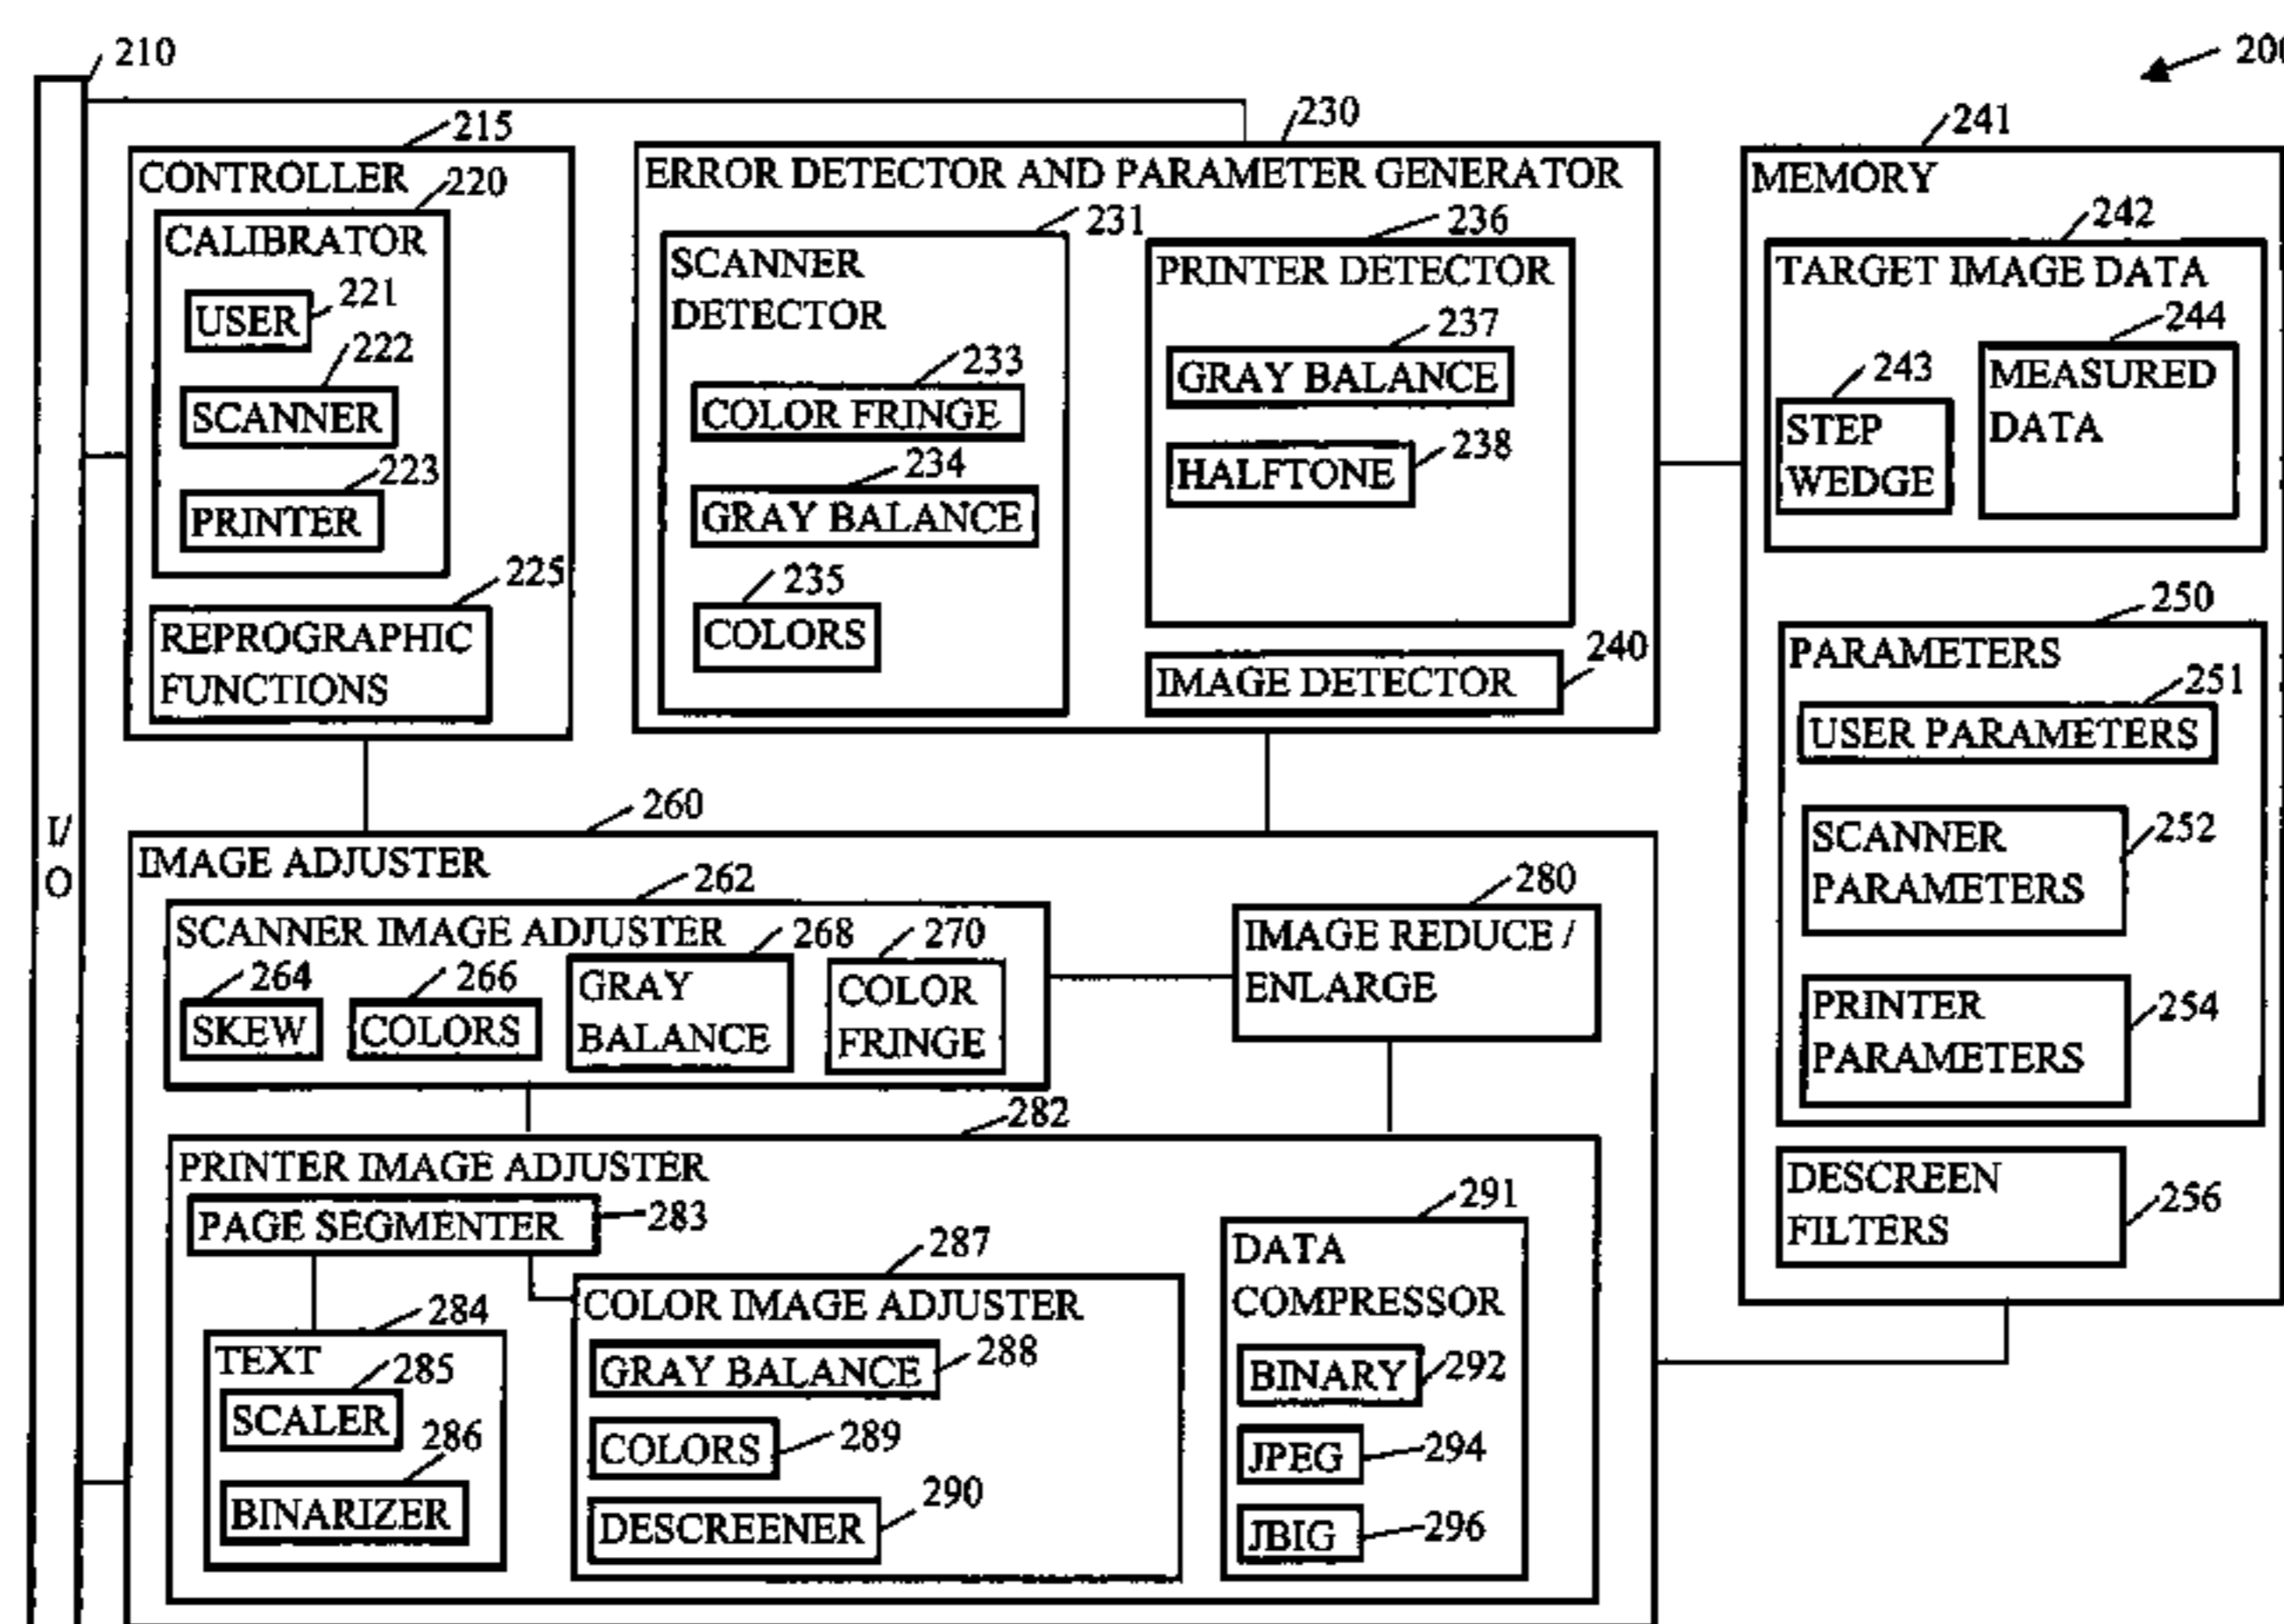 210
200
215
230
241
CONTROLLER
220
ERROR DETECTOR AND PARAMETER GENERATOR
MEMORY
CALIBRATOR
221
USER
222
SCANNER
223
PRINTER
225
REPROGRAPHIC
FUNCTIONS
231
SCANNER
DETECTOR
233
COLOR FRINGE
234
GRAY BALANCE
235
COLORS
236
PRINTER DETECTOR
237
GRAY BALANCE
238
HALFTONE
240
IMAGE DETECTOR
242
TARGET IMAGE DATA
243
STEP
WEDGE
244
MEASURED
DATA
250
PARAMETERS
251
USER PARAMETERS
252
SCANNER
PARAMETERS
254
PRINTER
PARAMETERS
256
DESCREEN
FILTERS
I/
O
260
IMAGE ADJUSTER
262
SCANNER IMAGE ADJUSTER
264
SKEW
266
COLORS
268
GRAY
BALANCE
270
COLOR
FRINGE
280
IMAGE REDUCE /
ENLARGE
282
PRINTER IMAGE ADJUSTER
283
PAGE SEGMENTER
284
TEXT
285
SCALER
286
BINARIZER
287
COLOR IMAGE ADJUSTER
288
GRAY BALANCE
289
COLORS
290
DESCREENER
291
DATA
COMPRESSOR
292
BINARY
294
JPEG
296
JBIG